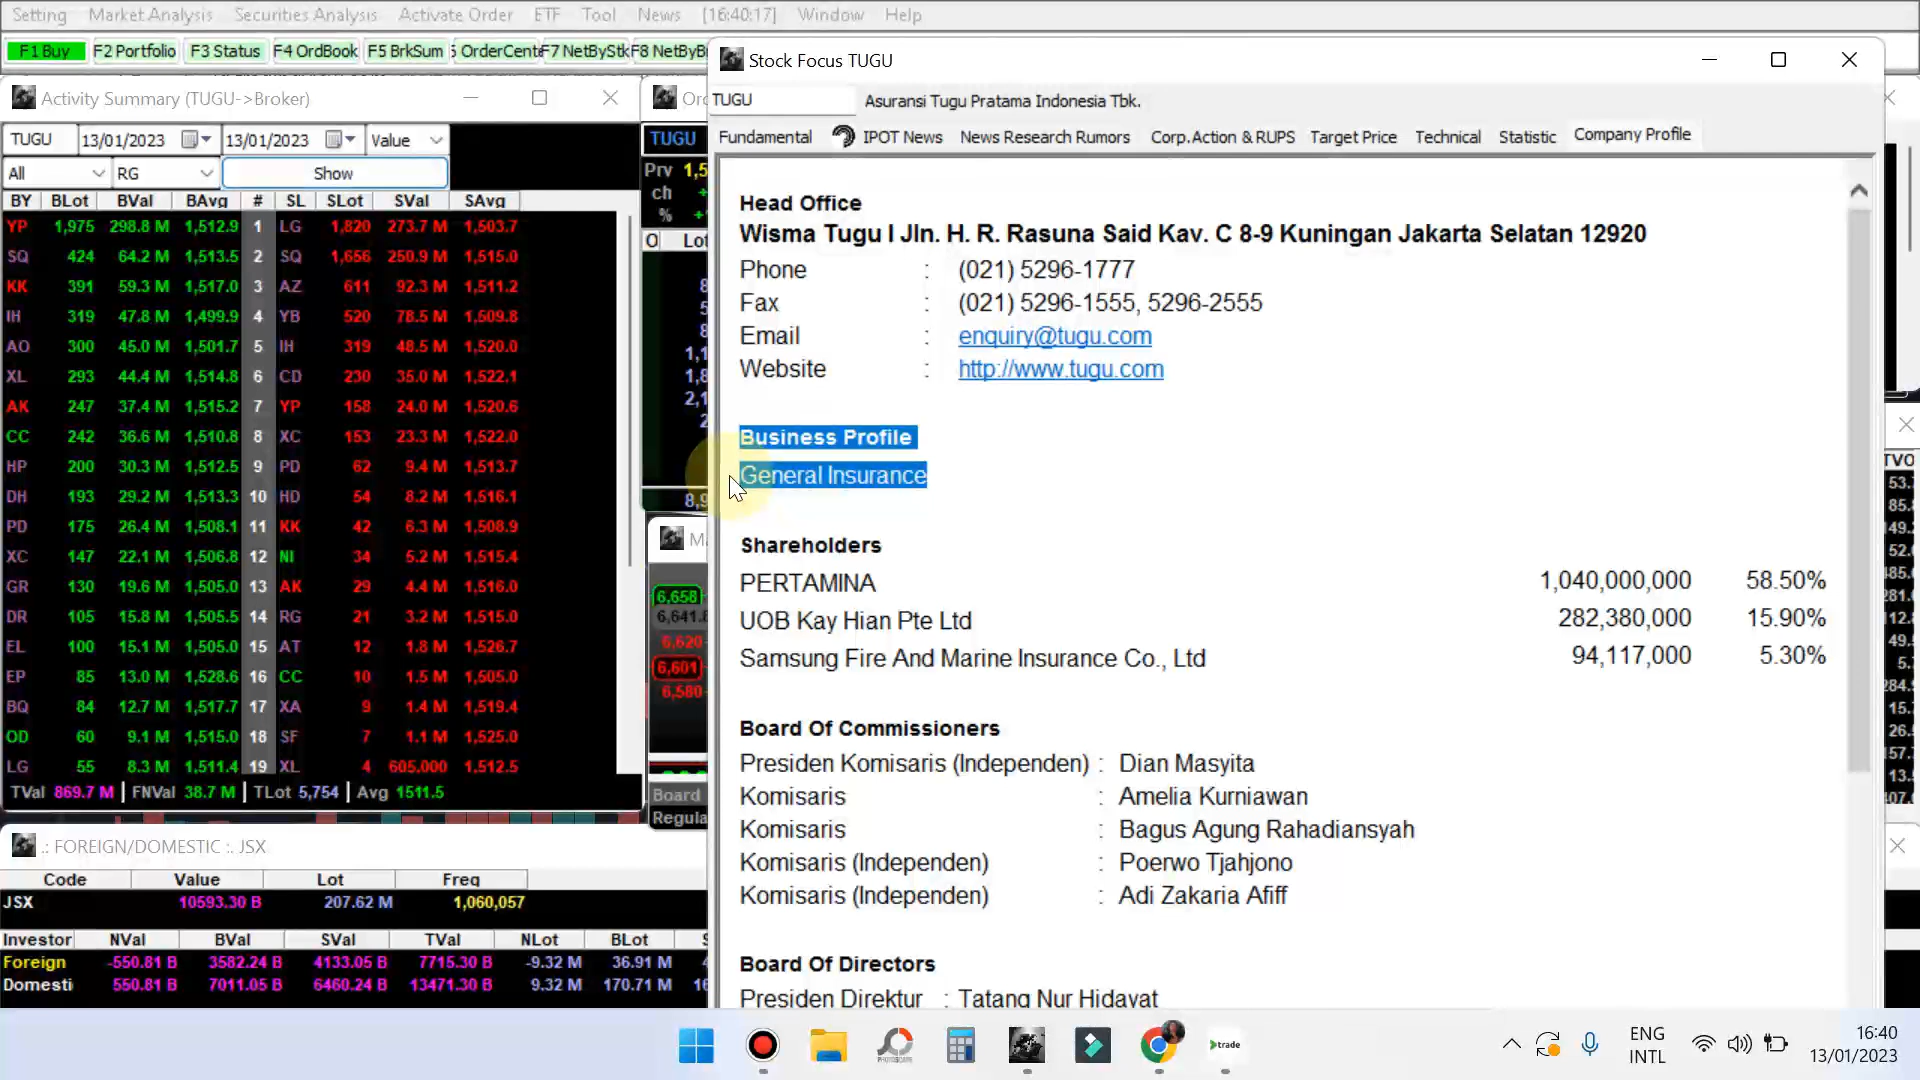 Setting Market Analysis Securities Analysis Activate Order ETF Tool News [16:40:17] Window Help
F1 Buy F2 Portfolio F3 Status F4 OrdBook F5 BrkSum OrderCent F7 NetByStk F8 NetByB
Stock Focus TUGU
Activity Summary (TUGU->Broker)
TUGU Asuransi Tugu Pratama Indonesia Tbk.
Fundamental IPOT News News Research Rumors Corp.Action & RUPS Target Price Technical Statistic Company Profile
TUGU 13/01/2023 13/01/2023 Value
All RG Show
BY BLot BVal BAvg # SL SLot SVal SAvg
YP 1,975 298.8 M 1,512.9 1 LG 1,820 273.7 M 1,503.7
SQ 424 64.2 M 1,513.5 2 SQ 1,656 250.9 M 1,515.0
KK 391 59.3 M 1,517.0 3 AZ 611 92.3 M 1,511.2
IH 319 47.8 M 1,499.9 4 YB 520 78.5 M 1,509.8
AO 300 45.0 M 1,501.7 5 IH 319 48.5 M 1,520.0
XL 293 44.4 M 1,514.8 6 CD 230 35.0 M 1,522.1
AK 247 37.4 M 1,515.2 7 YP 158 24.0 M 1,520.6
CC 242 36.6 M 1,510.8 8 XC 153 23.3 M 1,522.0
HP 200 30.3 M 1,512.5 9 PD 62 9.4 M 1,513.7
DH 193 29.2 M 1,513.3 10 HD 54 8.2 M 1,516.1
PD 175 26.4 M 1,508.1 11 KK 42 6.3 M 1,508.9
XC 147 22.1 M 1,506.8 12 NI 34 5.2 M 1,515.4
GR 130 19.6 M 1,505.0 13 AK 29 4.4 M 1,516.0
DR 105 15.8 M 1,505.5 14 RG 21 3.2 M 1,515.0
EL 100 15.1 M 1,505.0 15 AT 12 1.8 M 1,526.7
EP 85 13.0 M 1,528.6 16 CC 10 1.5 M 1,505.0
BQ 84 12.7 M 1,517.7 17 XA 9 1.4 M 1,519.4
OD 60 9.1 M 1,515.0 18 SF 7 1.1 M 1,525.0
LG 55 8.3 M 1,511.4 19 XL 4 605,000 1,512.5
TVal 869.7 M | FNVal 38.7 M | TLot 5,754 | Avg 1511.5
TUGU
Prv 1,5
ch +
% +
O Lot
6,658
6,620
6,601
6,580
Board
Regula
Head Office
Wisma Tugu I Jln. H. R. Rasuna Said Kav. C 8-9 Kuningan Jakarta Selatan 12920
Phone : (021) 5296-1777
Fax : (021) 5296-1555, 5296-2555
Email : enquiry@tugu.com
Website : http://www.tugu.com
Business Profile
General Insurance
Shareholders
PERTAMINA 1,040,000,000 58.50%
UOB Kay Hian Pte Ltd 282,380,000 15.90%
Samsung Fire And Marine Insurance Co., Ltd 94,117,000 5.30%
Board Of Commissioners
Presiden Komisaris (Independen) : Dian Masyita
Komisaris : Amelia Kurniawan
Komisaris : Bagus Agung Rahadiansyah
Komisaris (Independen) : Poerwo Tjahjono
Komisaris (Independen) : Adi Zakaria Afiff
Board Of Directors
Presiden Direktur : Tatang Nur Hidayat
.: FOREIGN/DOMESTIC :. JSX
Code Value Lot Freq
JSX 10593.30 B 207.62 M 1,060,057
Investor NVal BVal SVal TVal NLot BLot S
Foreign -550.81 B 3582.24 B 4133.05 B 7715.30 B -9.32 M 36.91 M
Domesti 550.81 B 7011.05 B 6460.24 B 13471.30 B 9.32 M 170.71 M 16
trade
ENG
INTL
16:40
13/01/2023